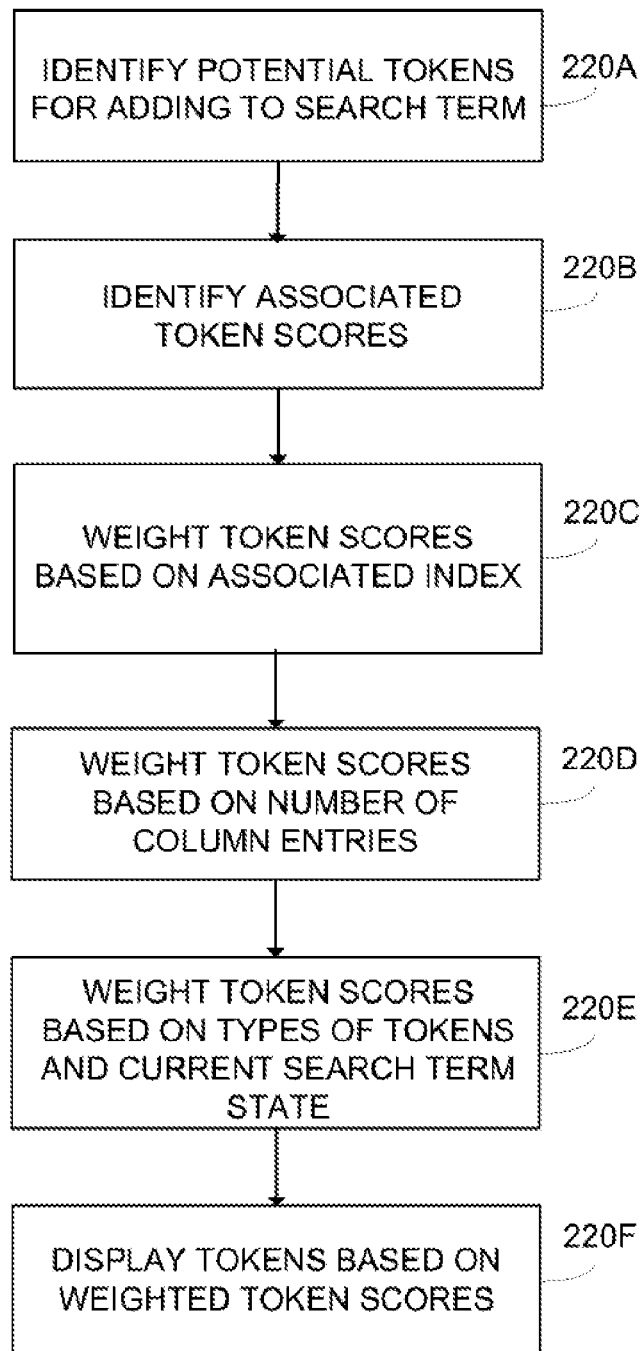 IDENTIFY POTENTIAL TOKENS
FOR ADDING TO SEARCH TERM
220A
IDENTIFY ASSOCIATED
TOKEN SCORES
220B
WEIGHT TOKEN SCORES
BASED ON ASSOCIATED INDEX
220C
WEIGHT TOKEN SCORES
BASED ON NUMBER OF
COLUMN ENTRIES
220D
WEIGHT TOKEN SCORES
BASED ON TYPES OF TOKENS
AND CURRENT SEARCH TERM
STATE
220E
DISPLAY TOKENS BASED ON
WEIGHTED TOKEN SCORES
220F